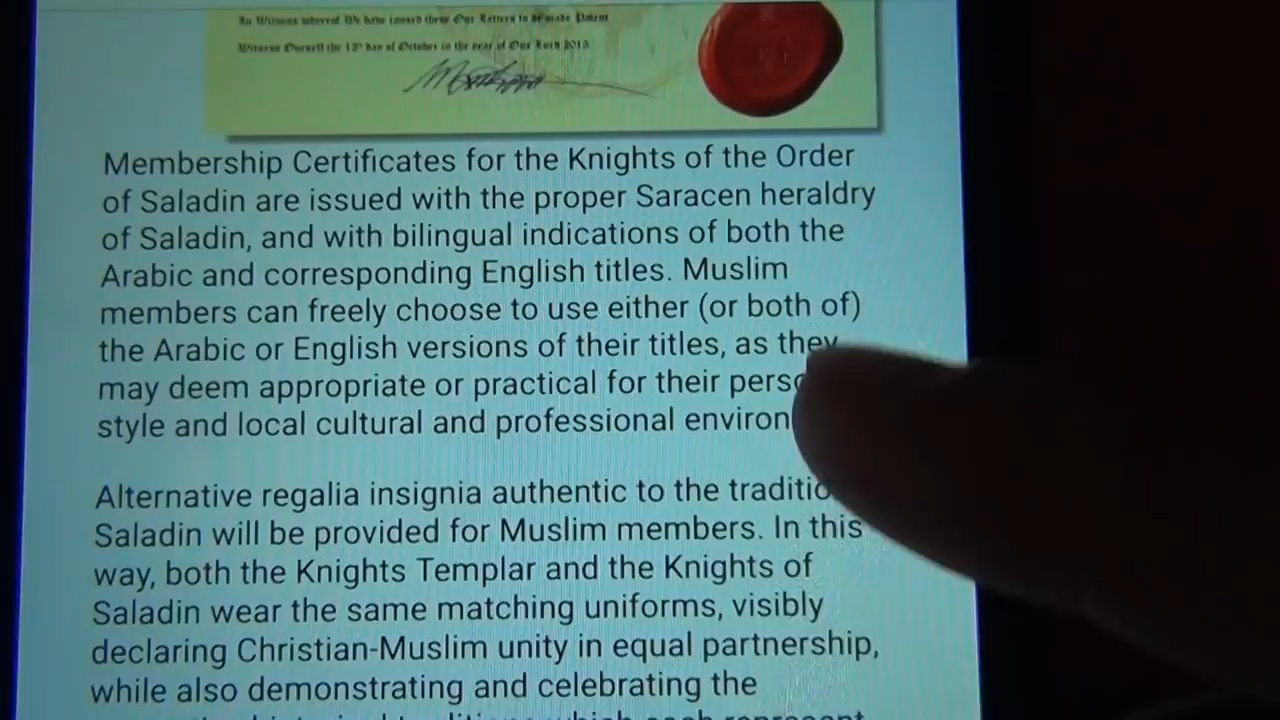 In Witness whereof We have caused these Our Letters to be made Patent
Witness Ourself the 13th day of October in the year of Our Lord 2013
Membership Certificates for the Knights of the Order
of Saladin are issued with the proper Saracen heraldry
of Saladin, and with bilingual indications of both the
Arabic and corresponding English titles. Muslim
members can freely choose to use either (or both of)
the Arabic or English versions of their titles, as they
may deem appropriate or practical for their perso
style and local cultural and professional environ
Alternative regalia insignia authentic to the traditio
Saladin will be provided for Muslim members. In this
way, both the Knights Templar and the Knights of
Saladin wear the same matching uniforms, visibly
declaring Christian-Muslim unity in equal partnership,
while also demonstrating and celebrating the
which each represent